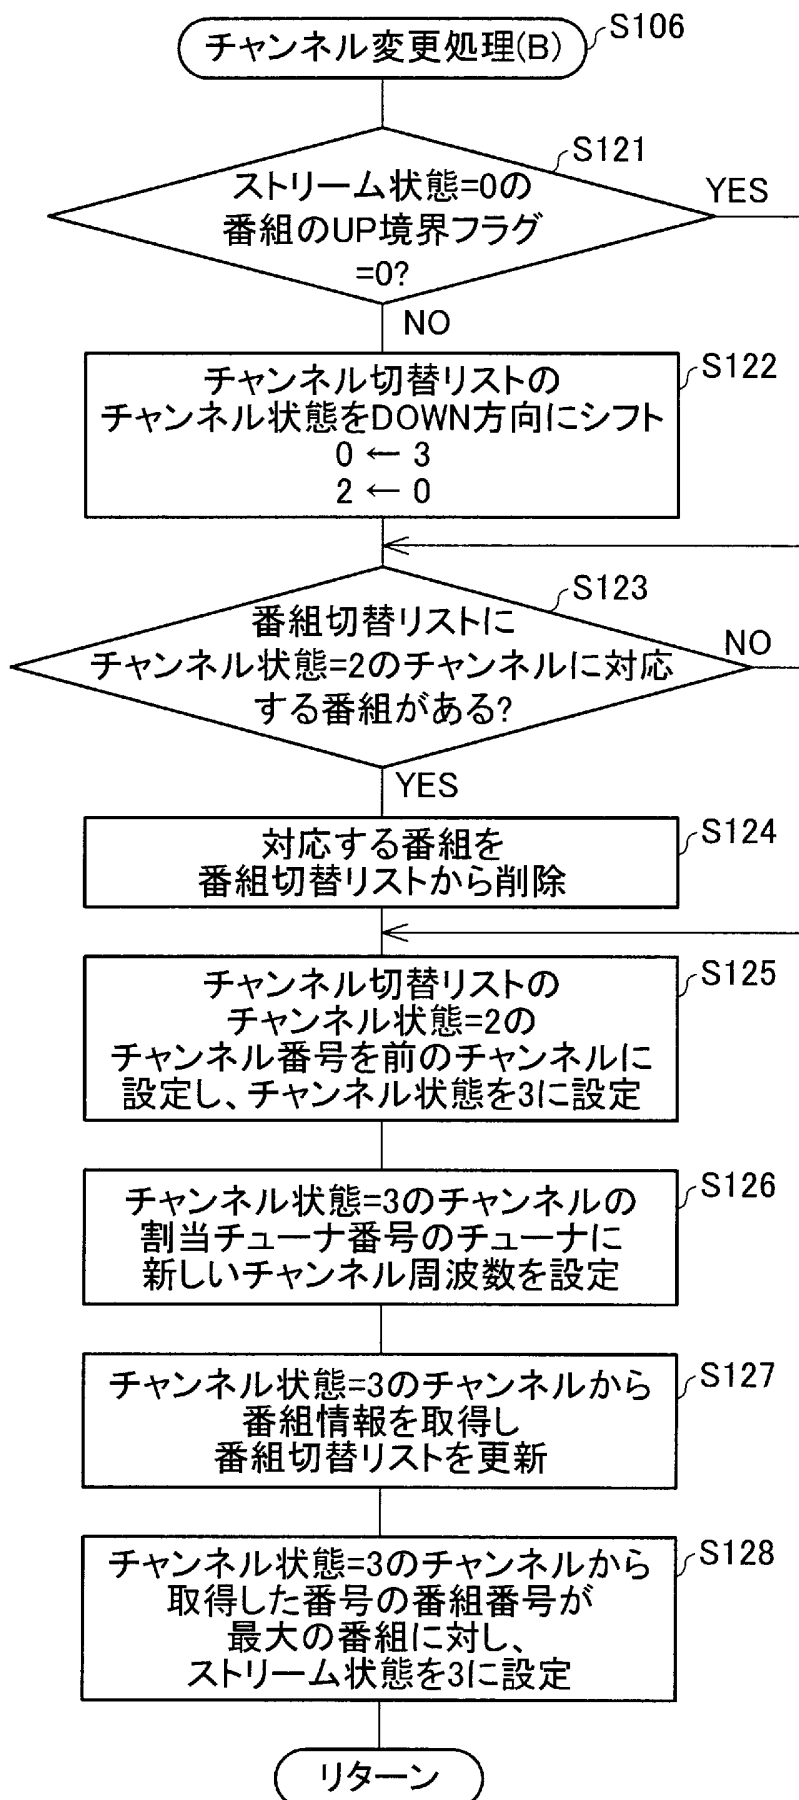 チャンネル変更処理(B)
S106
S121
ストリーム状態=0の
番組のUP境界フラグ
=0?
YES
NO
S122
チャンネル切替リストの
チャンネル状態をDOWN方向にシフト
0 ← 3
2 ← 0
S123
番組切替リストに
チャンネル状態=2のチャンネルに対応
する番組がある?
NO
YES
S124
対応する番組を
番組切替リストから削除
S125
チャンネル切替リストの
チャンネル状態=2の
チャンネル番号を前のチャンネルに
設定し、チャンネル状態を3に設定
S126
チャンネル状態=3のチャンネルの
割当チューナ番号のチューナに
新しいチャンネル周波数を設定
S127
チャンネル状態=3のチャンネルから
番組情報を取得し
番組切替リストを更新
S128
チャンネル状態=3のチャンネルから
取得した番号の番組番号が
最大の番組に対し、
ストリーム状態を3に設定
リターン